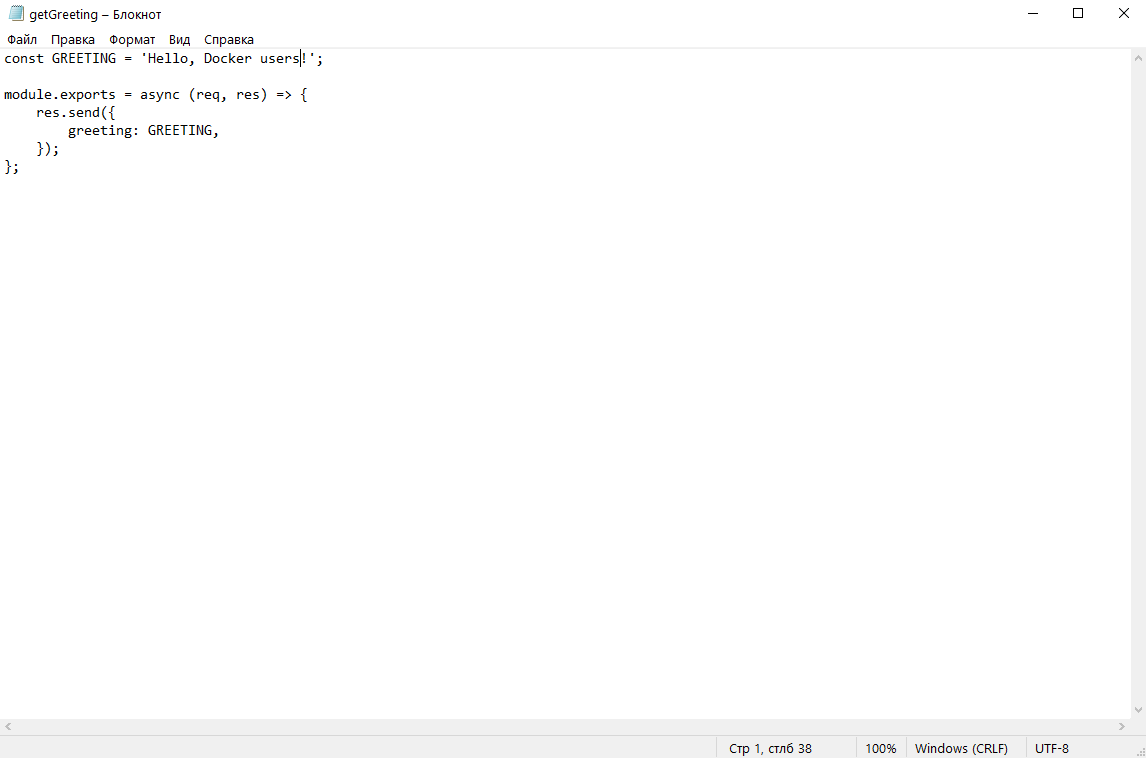 getGreeting – Блокнот
Файл Правка Формат Вид Справка
const GREETING = 'Hello, Docker users!';
module.exports = async (req, res) => {
    res.send({
        greeting: GREETING,
    });
};
Стр 1, стлб 38 100% Windows (CRLF) UTF-8